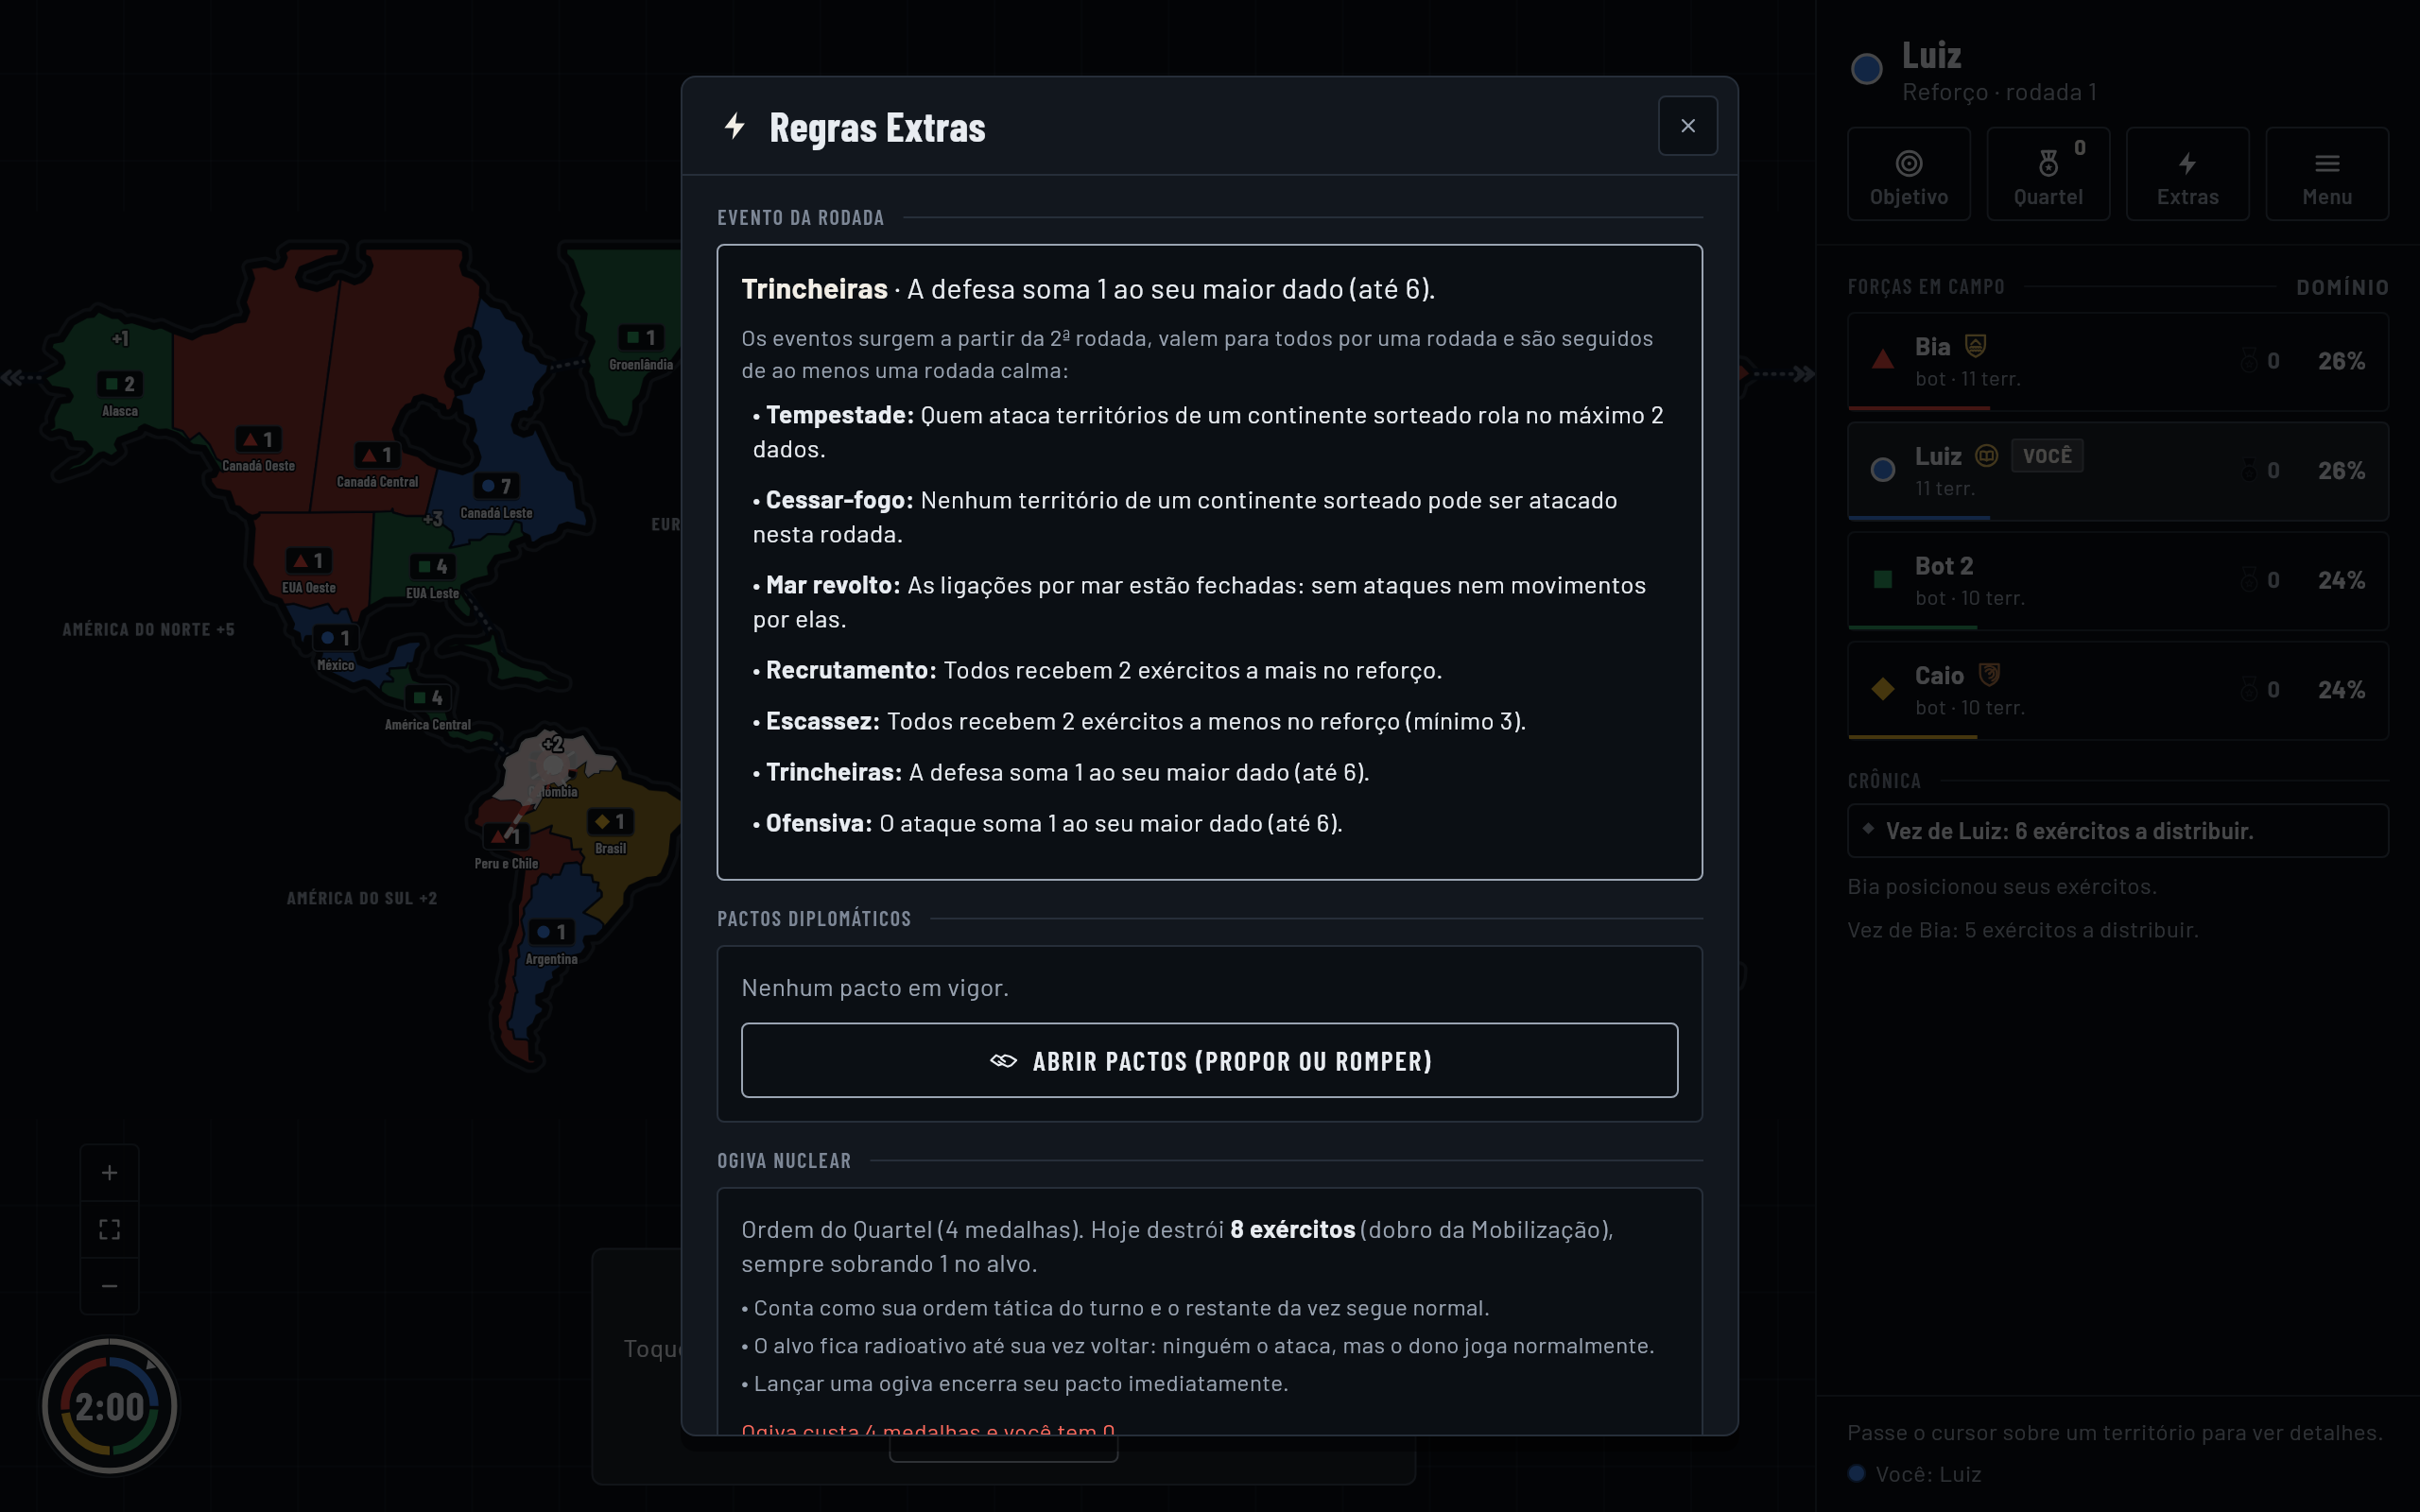 Regras Extras
EVENTO DA RODADA
Trincheiras · A defesa soma 1 ao seu maior dado (até 6).
Os eventos surgem a partir da 2ª rodada, valem para todos por uma rodada e são seguidos
de ao menos uma rodada calma:
• Tempestade: Quem ataca territórios de um continente sorteado rola no máximo 2
dados.
• Cessar-fogo: Nenhum território de um continente sorteado pode ser atacado
nesta rodada.
• Mar revolto: As ligações por mar estão fechadas: sem ataques nem movimentos
por elas.
• Recrutamento: Todos recebem 2 exércitos a mais no reforço.
• Escassez: Todos recebem 2 exércitos a menos no reforço (mínimo 3).
• Trincheiras: A defesa soma 1 ao seu maior dado (até 6).
• Ofensiva: O ataque soma 1 ao seu maior dado (até 6).
PACTOS DIPLOMÁTICOS
Nenhum pacto em vigor.
ABRIR PACTOS (PROPOR OU ROMPER)
OGIVA NUCLEAR
Ordem do Quartel (4 medalhas). Hoje destrói 8 exércitos (dobro da Mobilização),
sempre sobrando 1 no alvo.
• Conta como sua ordem tática do turno e o restante da vez segue normal.
• O alvo fica radioativo até sua vez voltar: ninguém o ataca, mas o dono joga normalmente.
• Lançar uma ogiva encerra seu pacto imediatamente.
Ogiva custa 4 medalhas e você tem 0
+1
2
Alasca
1
Canadá Oeste
1
Canadá Central
7
Canadá Leste
1
Groenlândia
EUR
1
EUA Oeste
+3
4
EUA Leste
AMÉRICA DO NORTE +5
1
México
4
América Central
+2
1
Peru e Chile
1
Brasil
AMÉRICA DO SUL +2
1
Argentina
2:00
Toque
Luiz
Reforço · rodada 1
Objetivo
0
Quartel
Extras
Menu
FORÇAS EM CAMPO
DOMÍNIO
Bia
bot · 11 terr.
0
26%
Luiz
VOCÊ
11 terr.
0
26%
Bot 2
bot · 10 terr.
0
24%
Caio
bot · 10 terr.
0
24%
CRÔNICA
Vez de Luiz: 6 exércitos a distribuir.
Bia posicionou seus exércitos.
Vez de Bia: 5 exércitos a distribuir.
Passe o cursor sobre um território para ver detalhes.
Você: Luiz